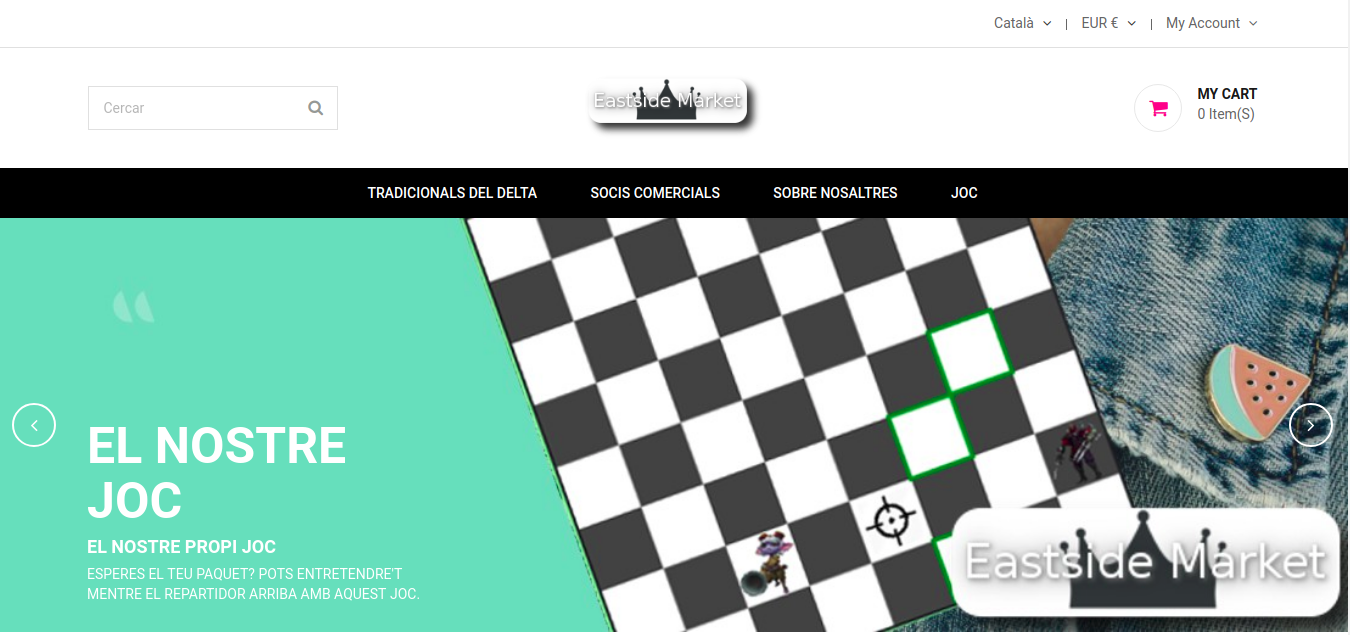 Català
EUR €
My Account
Cercar
Eastside Market
MY CART
0 Item(S)
TRADICIONALS DEL DELTA
SOCIS COMERCIALS
SOBRE NOSALTRES
JOC
“
EL NOSTRE
JOC
EL NOSTRE PROPI JOC
ESPERES EL TEU PAQUET? POTS ENTRETENDRE'T
MENTRE EL REPARTIDOR ARRIBA AMB AQUEST JOC.
Eastside Market